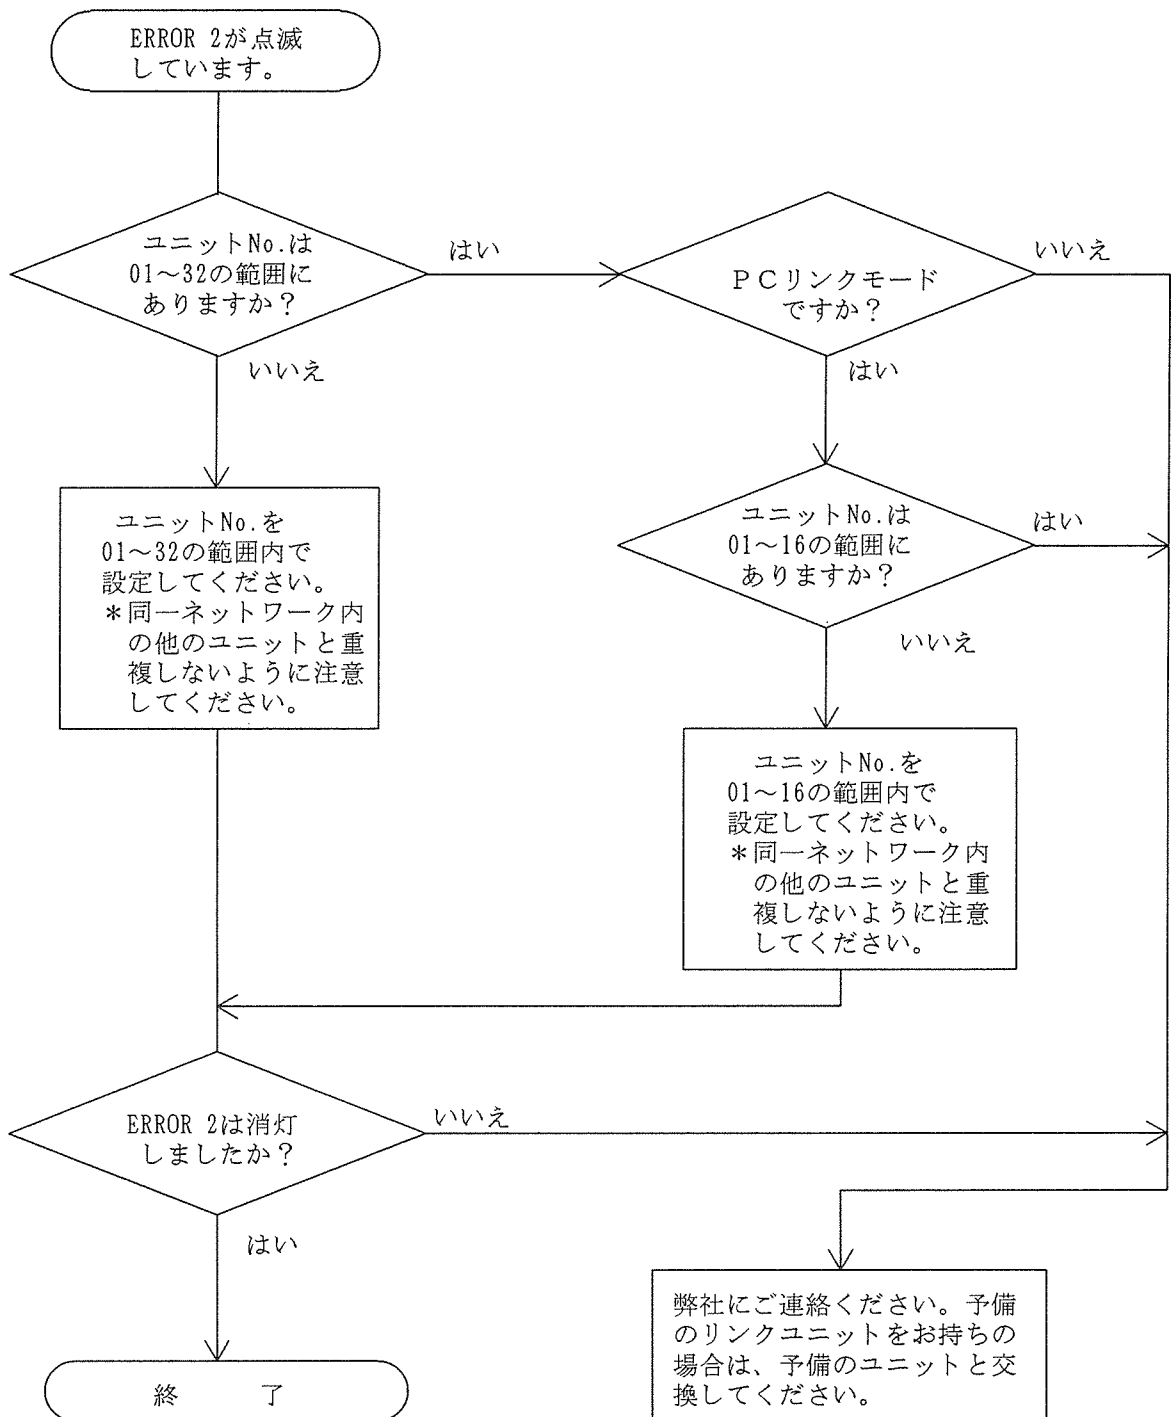 ERROR 2が点滅
しています。
ユニットNo.は
01～32の範囲に
ありますか？
はい
いいえ
PCリンクモード
ですか？
いいえ
はい
ユニットNo.を
01～32の範囲内で
設定してください。
＊同一ネットワーク内
の他のユニットと重
複しないように注意
してください。
ユニットNo.は
01～16の範囲に
ありますか？
はい
いいえ
ユニットNo.を
01～16の範囲内で
設定してください。
＊同一ネットワーク内
の他のユニットと重
複しないように注意
してください。
ERROR 2は消灯
しましたか？
いいえ
はい
終　了
弊社にご連絡ください。予備
のリンクユニットをお持ちの
場合は、予備のユニットと交
換してください。